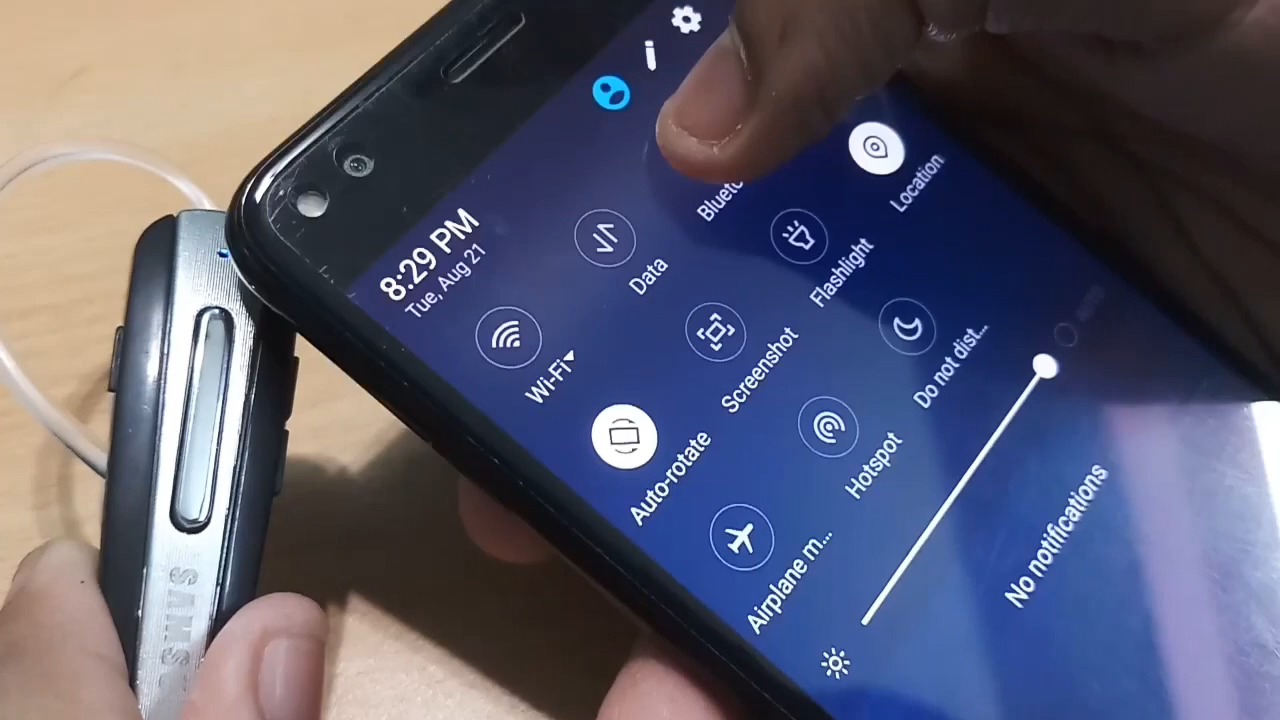 8:29 PM
Tue, Aug 21
Wi-Fi
Data
Blueto
Location
Auto-rotate
Screenshot
Flashlight
Airplane m...
Hotspot
Do not dist...
No notifications
SAMS